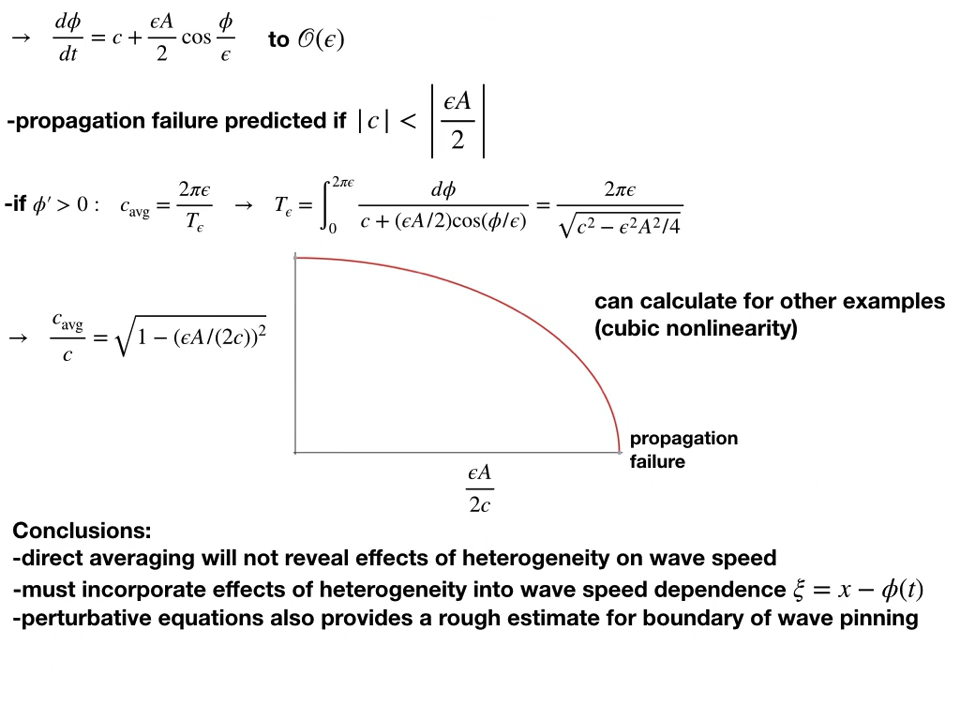 → dϕ/dt = c + ϵA/2 cos ϕ/ϵ to 𝒪(ϵ)
-propagation failure predicted if |c| < |ϵA/2|
-if ϕ′ > 0 : c_avg = 2πϵ/T_ϵ → T_ϵ = ∫_0^{2πϵ} dϕ/(c + (ϵA/2)cos(ϕ/ϵ)) = 2πϵ/√(c² − ϵ²A²/4)
→ c_avg/c = √(1 − (ϵA/(2c))²)
can calculate for other examples
(cubic nonlinearity)
propagation
failure
ϵA/2c
Conclusions:
-direct averaging will not reveal effects of heterogeneity on wave speed
-must incorporate effects of heterogeneity into wave speed dependence ξ = x − ϕ(t)
-perturbative equations also provides a rough estimate for boundary of wave pinning